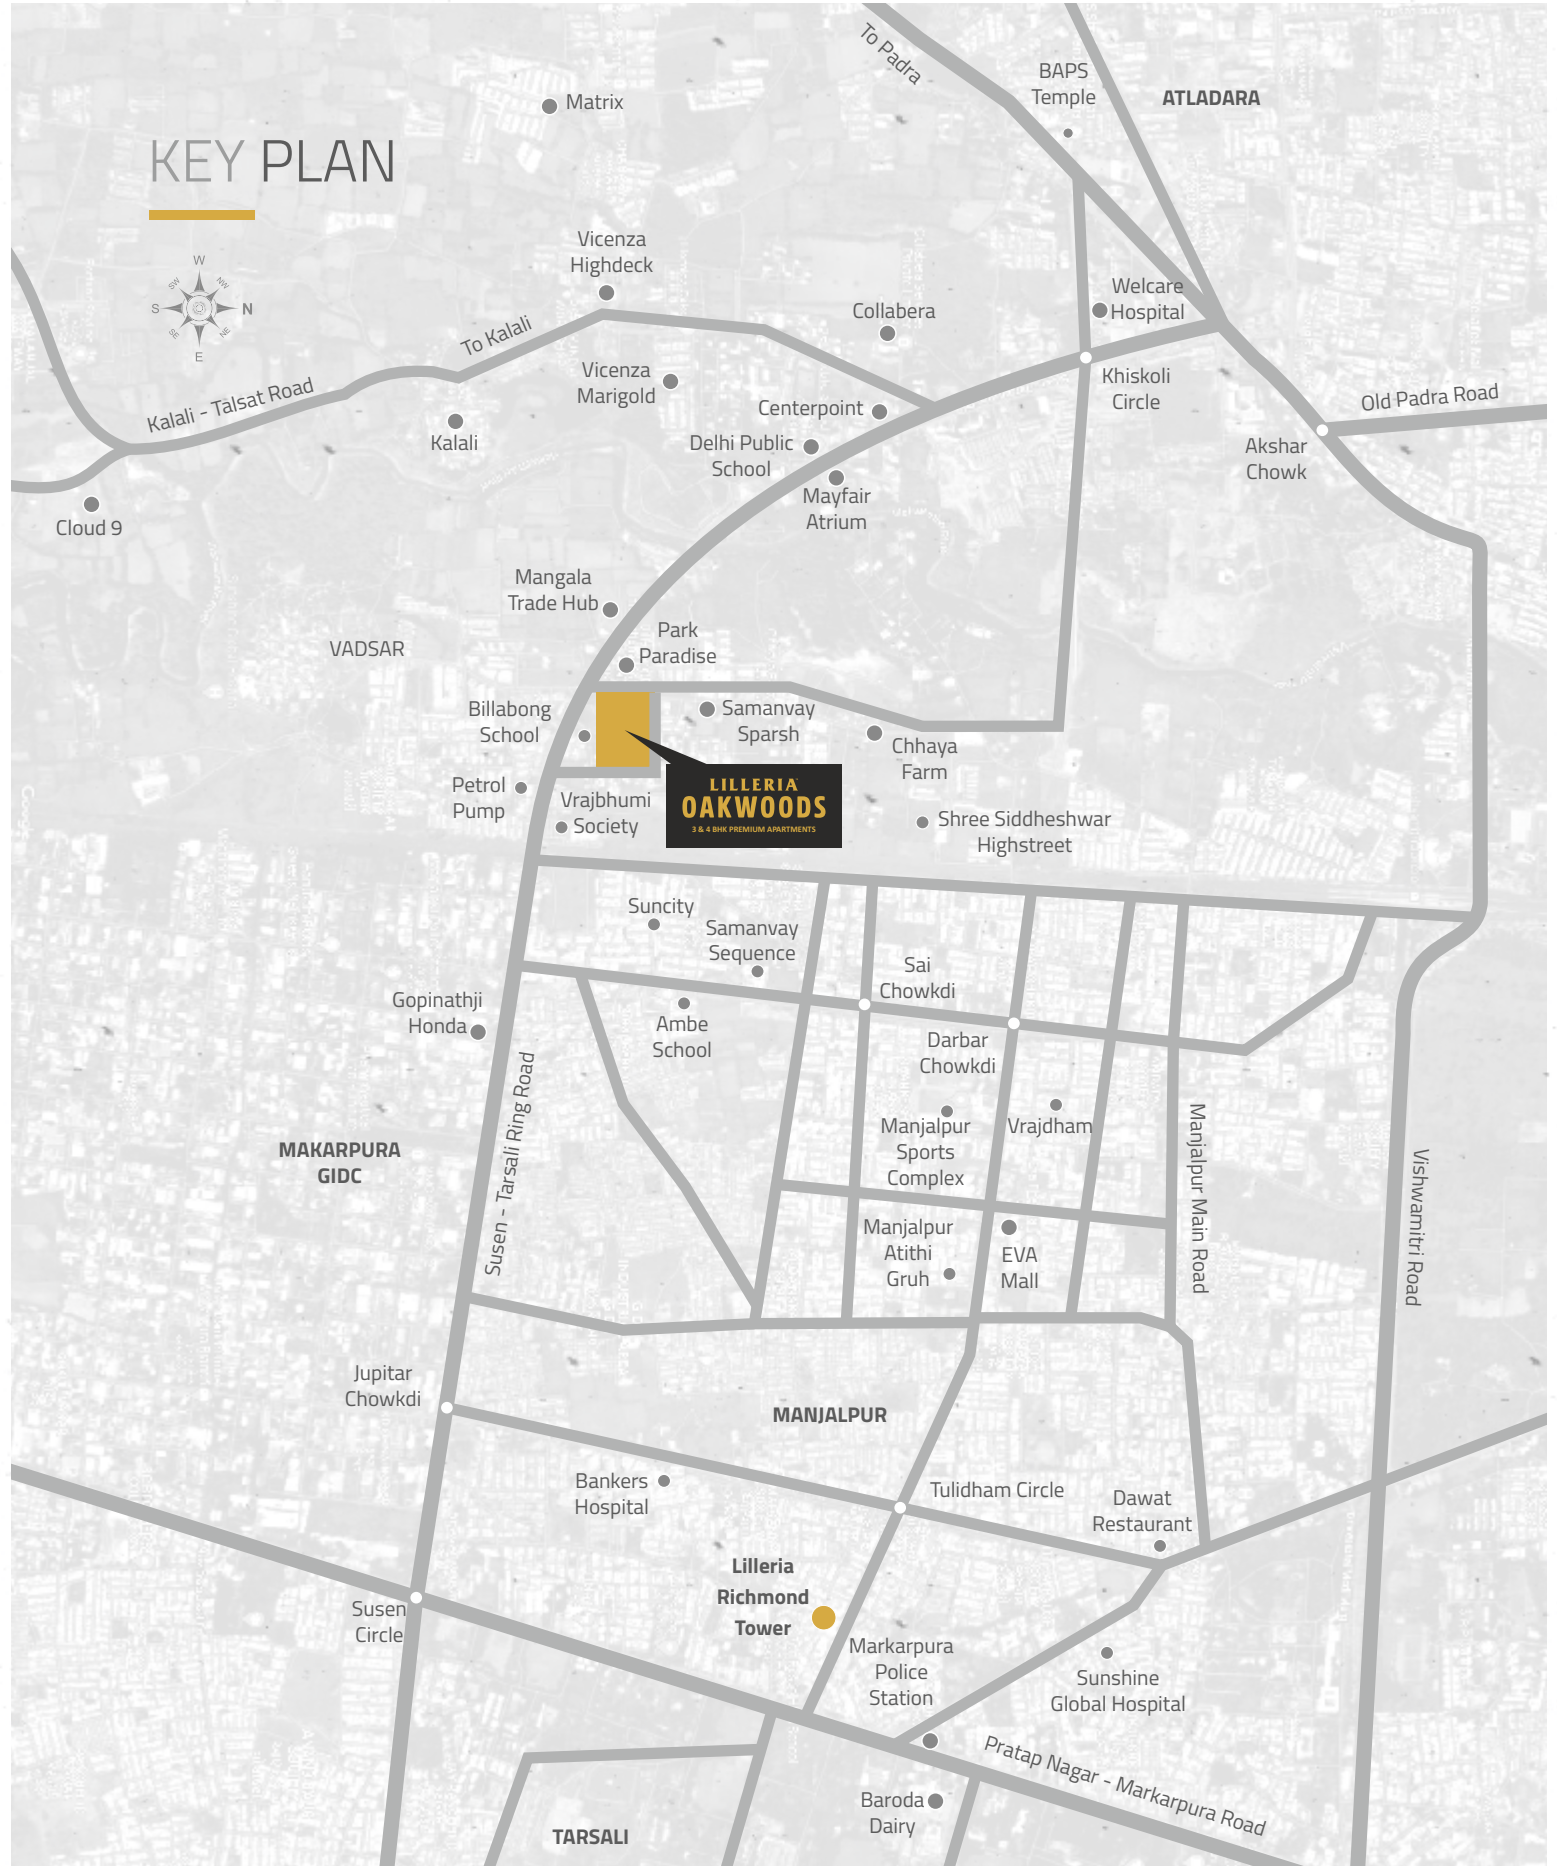 To Padra
BAPS
Temple
ATLADARA
Matrix
KEY PLAN
Vicenza
Highdeck
W
SW
NW
S
N
SE
NE
E
Welcare
Hospital
Collabera
To Kalali
Vicenza
Marigold
Khiskoli
Circle
Kalali - Talsat Road
Old Padra Road
Centerpoint
Kalali
Delhi Public
School
Akshar
Chowk
Mayfair
Atrium
Cloud 9
Mangala
Trade Hub
Park
Paradise
VADSAR
Billabong
School
Samanvay
Sparsh
Chhaya
Farm
Petrol
Pump
LILLERIA
OAKWOODS
3 & 4 BHK PREMIUM APARTMENTS
Vrajbhumi
Society
Shree Siddheshwar
Highstreet
Suncity
Samanvay
Sequence
Sai
Chowkdi
Gopinathji
Honda
Ambe
School
Darbar
Chowkdi
Susen - Tarsali Ring Road
Manjalpur
Sports
Complex
Vrajdham
Manjalpur Main Road
Vishwamitri Road
MAKARPURA
GIDC
Manjalpur
Atithi
Gruh
EVA
Mall
Jupitar
Chowkdi
MANJALPUR
Bankers
Hospital
Tulidham Circle
Dawat
Restaurant
Lilleria
Richmond
Tower
Susen
Circle
Markarpura
Police
Station
Sunshine
Global Hospital
Pratap Nagar - Markarpura Road
Baroda
Dairy
TARSALI